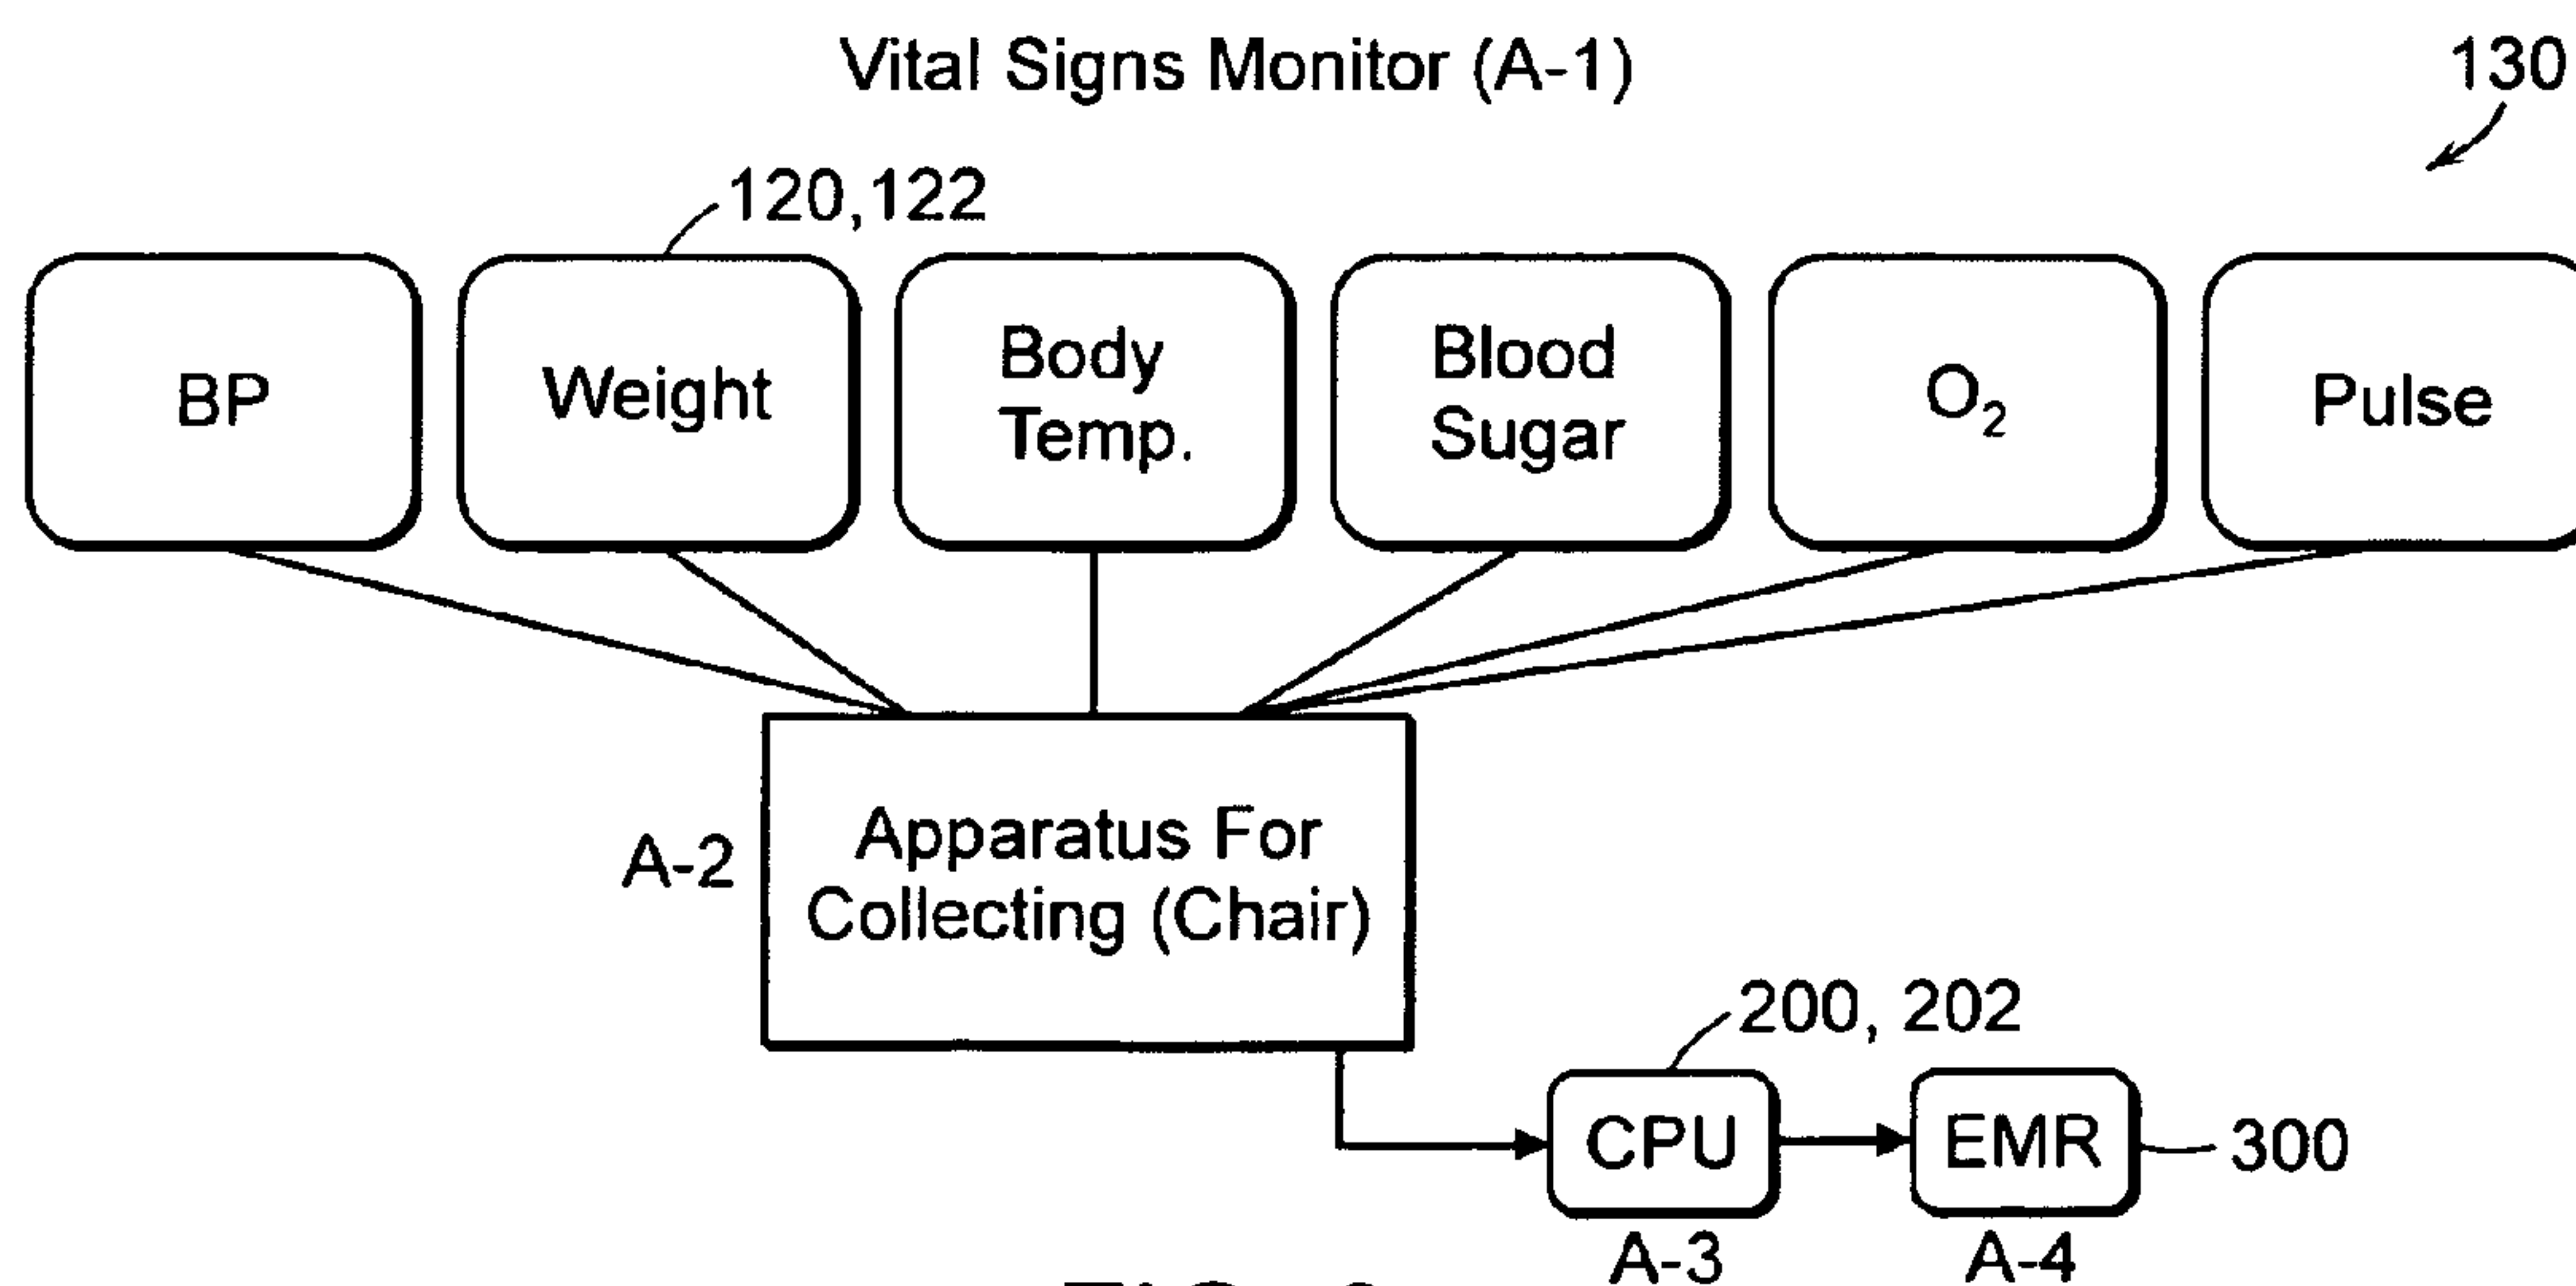 Vital Signs Monitor (A-1)
130
120,122
BP
Weight
Body
Temp.
Blood
Sugar
O₂
Pulse
A-2
Apparatus For
Collecting (Chair)
200, 202
CPU
EMR
300
A-3
A-4